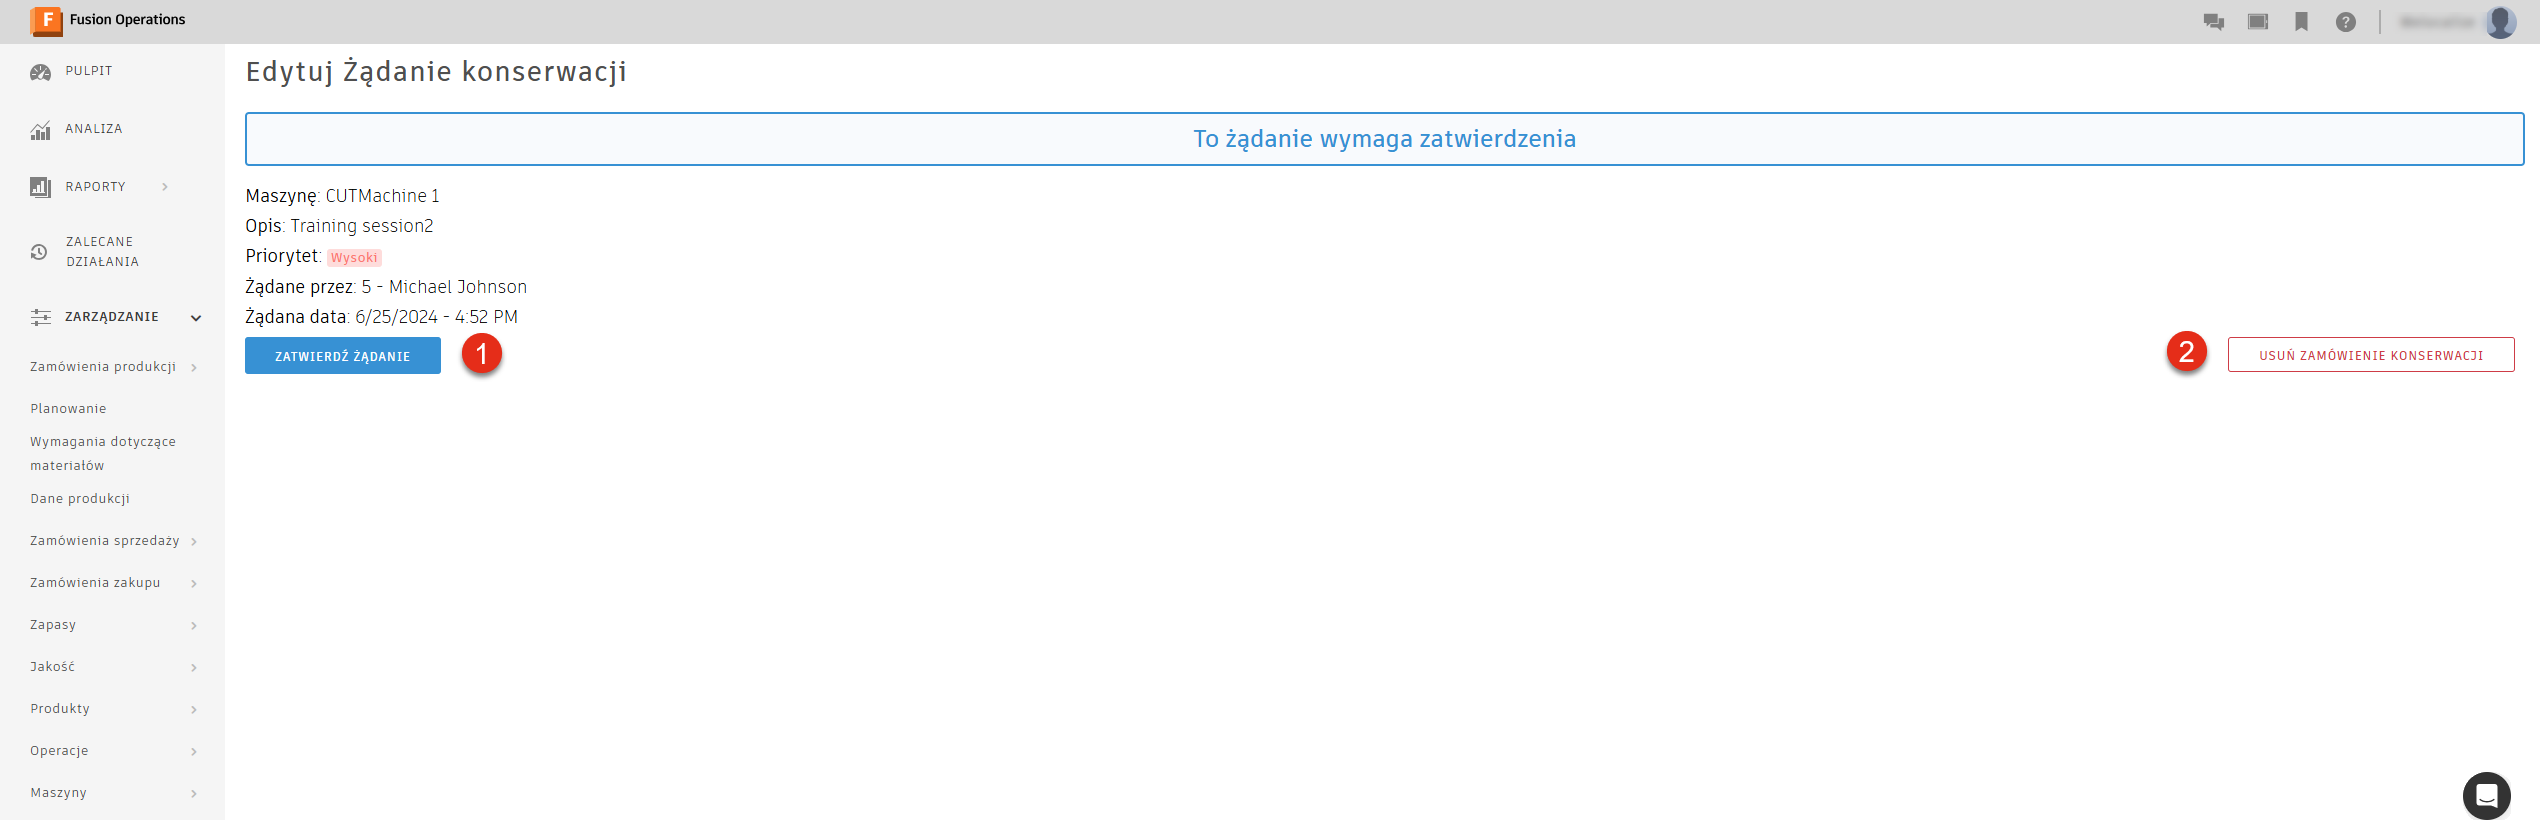 F Fusion Operations
PULPIT
ANALIZA
RAPORTY
ZALECANE
DZIAŁANIA
ZARZĄDZANIE
Zamówienia produkcji
Planowanie
Wymagania dotyczące
materiałów
Dane produkcji
Zamówienia sprzedaży
Zamówienia zakupu
Zapasy
Jakość
Produkty
Operacje
Maszyny
Edytuj Żądanie konserwacji
To żądanie wymaga zatwierdzenia
Maszynę: CUTMachine 1
Opis: Training session2
Priorytet: Wysoki
Żądane przez: 5 - Michael Johnson
Żądana data: 6/25/2024 - 4:52 PM
ZATWIERDŹ ŻĄDANIE 1
2 USUŃ ZAMÓWIENIE KONSERWACJI